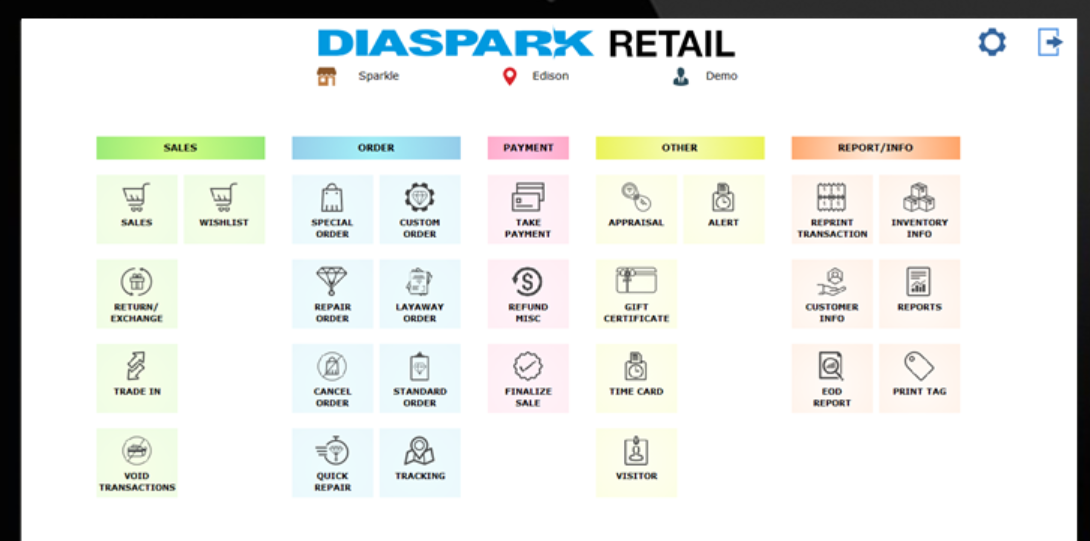 DIASPARK RETAIL
Sparkle Edison Demo
SALES ORDER PAYMENT OTHER REPORT/INFO
SALES
WISHLIST
SPECIAL
ORDER
CUSTOM
ORDER
TAKE
PAYMENT
APPRAISAL
ALERT
REPRINT
TRANSACTION
INVENTORY
INFO
RETURN/
EXCHANGE
REPAIR
ORDER
LAYAWAY
ORDER
REFUND
MISC
GIFT
CERTIFICATE
CUSTOMER
INFO
REPORTS
TRADE IN
CANCEL
ORDER
STANDARD
ORDER
FINALIZE
SALE
TIME CARD
EOD
REPORT
PRINT TAG
VOID
TRANSACTIONS
QUICK
REPAIR
TRACKING
VISITOR